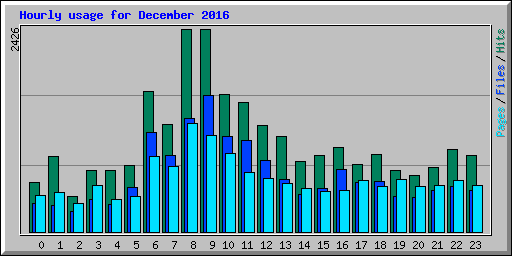 Hourly usage for December 2016
2426
Pages / Files / Hits
0 1 2 3 4 5 6 7 8 9 10 11 12 13 14 15 16 17 18 19 20 21 22 23